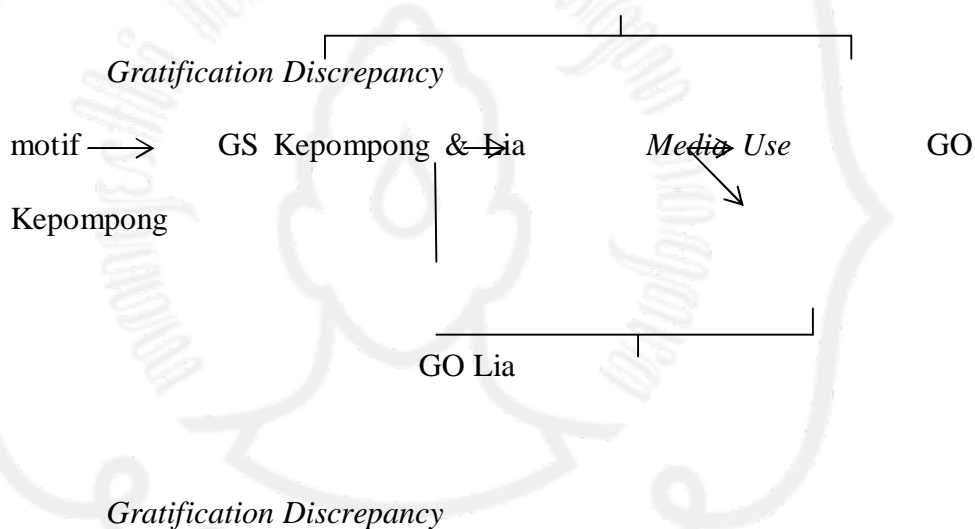 Gratification Discrepancy
motif GS Kepompong & Lia Media Use GO
Kepompong
GO Lia
Gratification Discrepancy